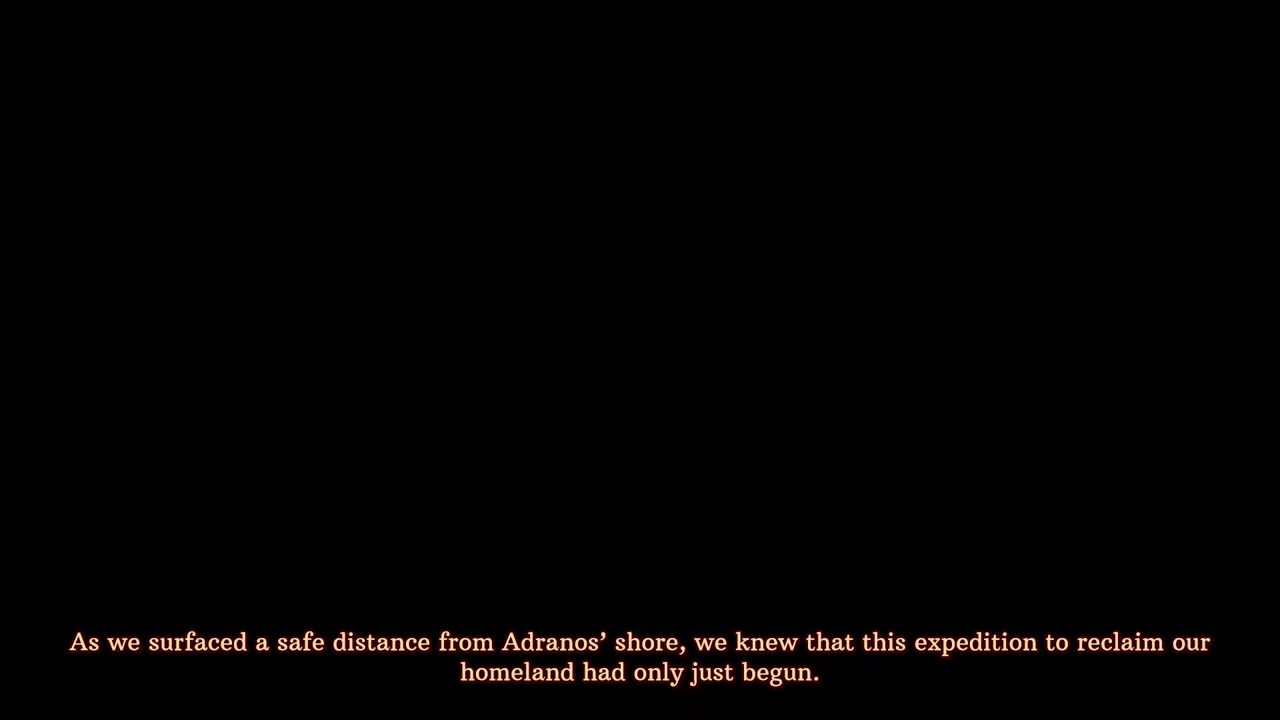 As we surfaced a safe distance from Adranos’ shore, we knew that this expedition to reclaim our
homeland had only just begun.